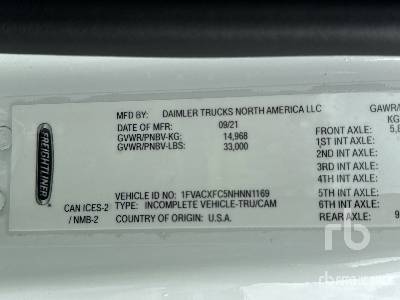 MFD BY: DAIMLER TRUCKS NORTH AMERICA LLC
DATE OF MFR: 09/21
GVWR/PNBV-KG: 14,968
GVWR/PNBV-LBS: 33,000
VEHICLE ID NO.: 1FVACXFC5NHNN1169
TYPE: INCOMPLETE VEHICLE-TRU/CAM
COUNTRY OF ORIGIN: U.S.A.
FREIGHTLINER
CAN ICES-2
/ NMB-2
GAWR/
KG
FRONT AXLE:
1ST INT AXLE:
2ND INT AXLE:
3RD INT AXLE:
4TH INT AXLE:
5TH INT AXLE:
6TH INT AXLE:
REAR AXLE: 9
rb